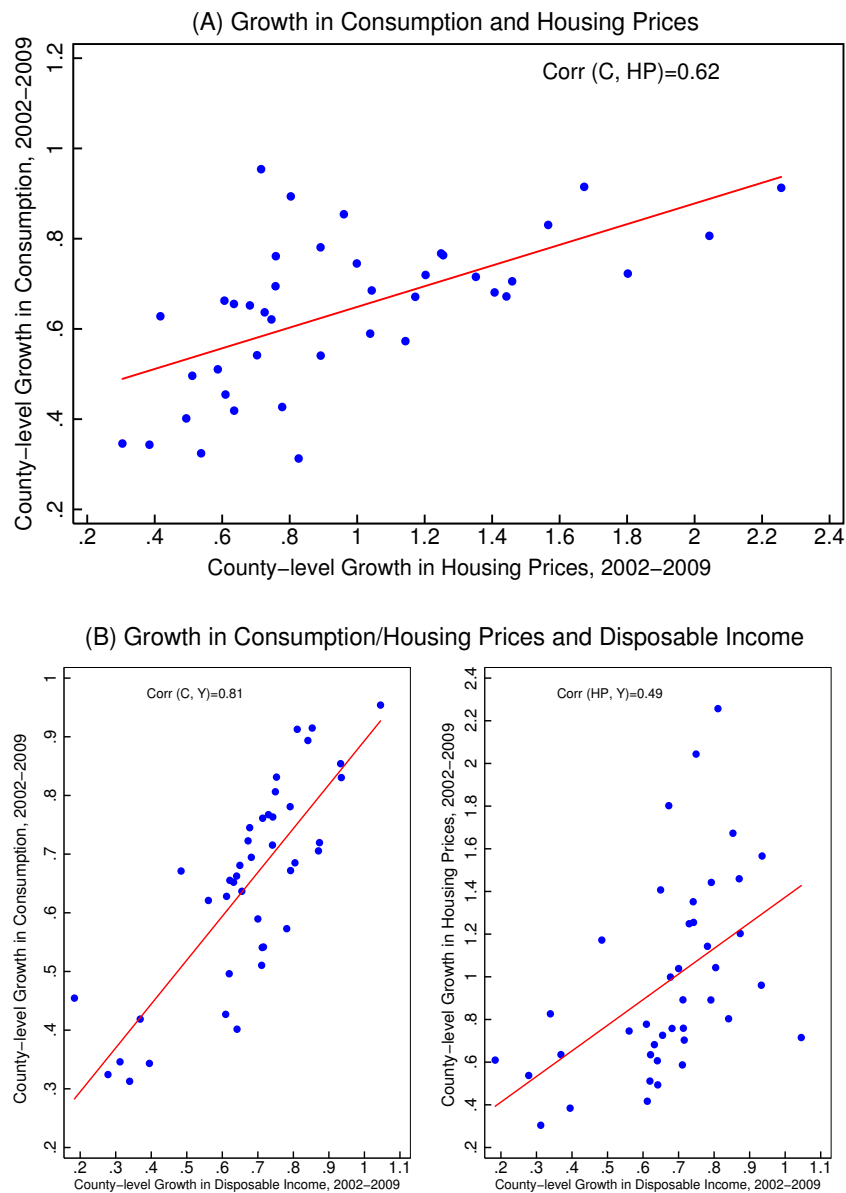 (A) Growth in Consumption and Housing Prices
Corr (C, HP)=0.62
County−level Growth in Consumption, 2002−2009
.2 .4 .6 .8 1 1.2
.2 .4 .6 .8 1 1.2 1.4 1.6 1.8 2 2.2 2.4
County−level Growth in Housing Prices, 2002−2009
(B) Growth in Consumption/Housing Prices and Disposable Income
Corr (C, Y)=0.81
County−level Growth in Consumption, 2002−2009
.2 .3 .4 .5 .6 .7 .8 .9 1
.2 .3 .4 .5 .6 .7 .8 .9 1 1.1
County−level Growth in Disposable Income, 2002−2009
Corr (HP, Y)=0.49
County−level Growth in Housing Prices, 2002−2009
.2 .4 .6 .8 1 1.2 1.4 1.6 1.8 2 2.2 2.4
.2 .3 .4 .5 .6 .7 .8 .9 1 1.1
County−level Growth in Disposable Income, 2002−2009